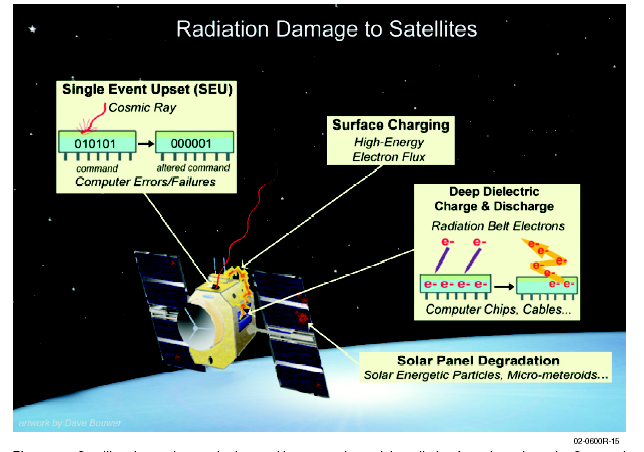 Radiation Damage to Satellites
Single Event Upset (SEU)
Cosmic Ray
010101
000001
command
altered command
Computer Errors/Failures
Surface Charging
High-Energy
Electron Flux
Deep Dielectric
Charge & Discharge
Radiation Belt Electrons
e- e-
e- e- e- e-
e-
e-
e-
e- e-
Computer Chips, Cables...
Solar Panel Degradation
Solar Energetic Particles, Micro-meteroids...
artwork by Dave Bouwer
02-0600R-15